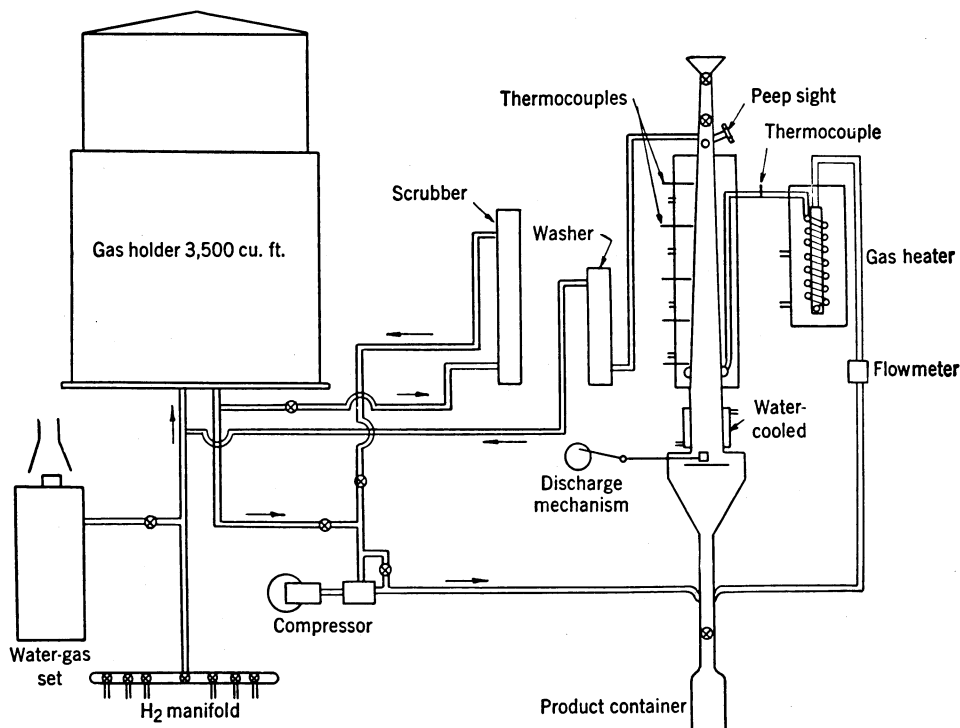 Thermocouples
Peep sight
Thermocouple
Scrubber
Washer
Gas holder 3,500 cu. ft.
Gas heater
Flowmeter
Water-
cooled
Discharge
mechanism
Compressor
Water-gas
set
H2 manifold
Product container